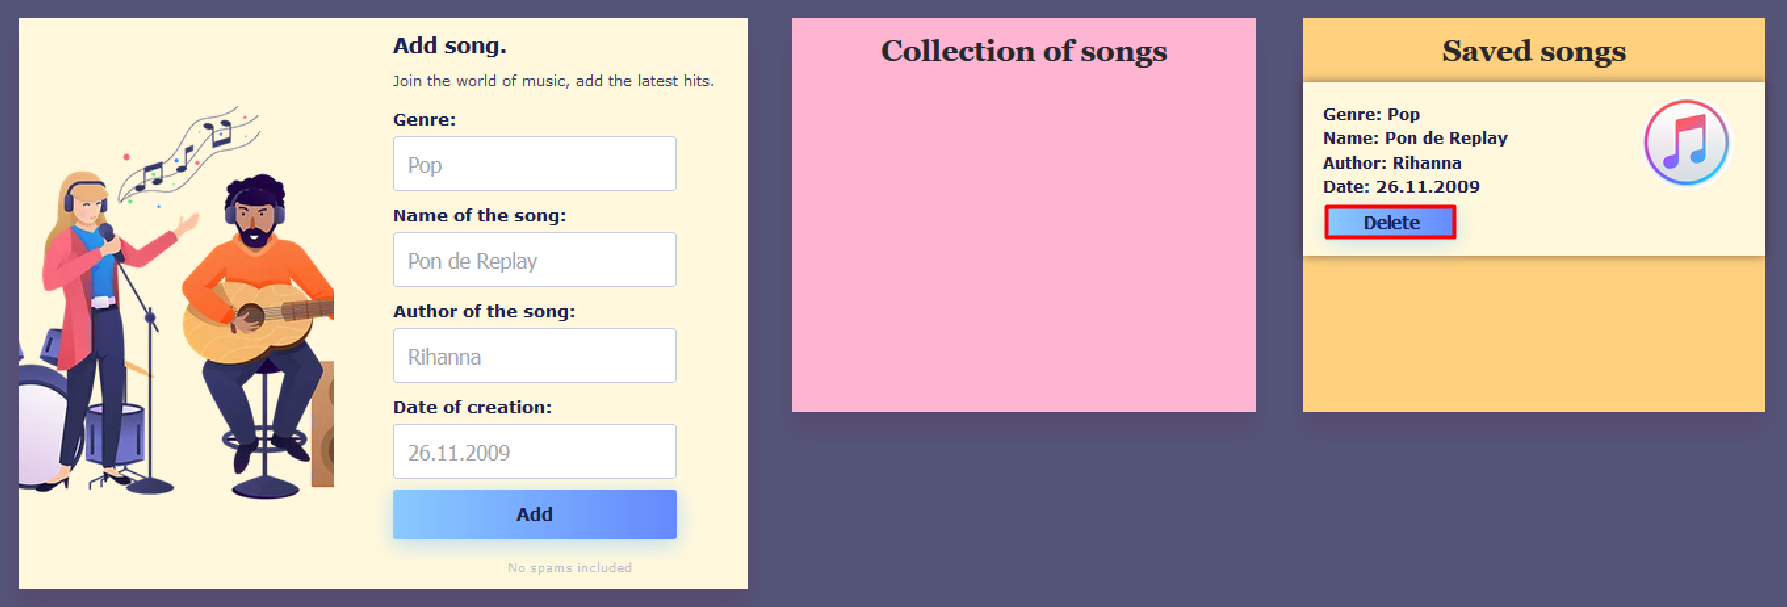 Add song.
Join the world of music, add the latest hits.
Genre:
Pop
Name of the song:
Pon de Replay
Author of the song:
Rihanna
Date of creation:
26.11.2009
Add
No spams included
Collection of songs
Saved songs
Genre: Pop
Name: Pon de Replay
Author: Rihanna
Date: 26.11.2009
Delete